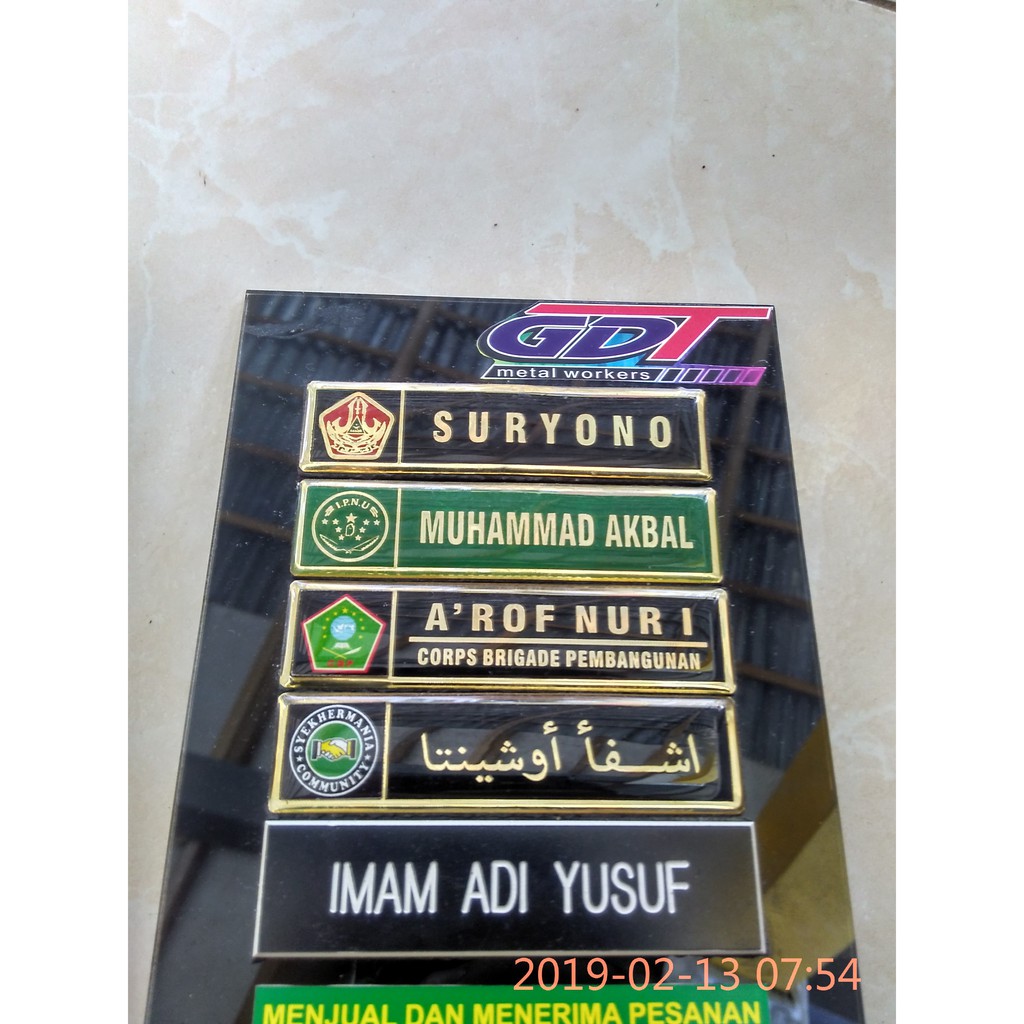 GDT
metal workers
SURYONO
I.P.N.U
MUHAMMAD AKBAL
A'ROF NUR I
CORPS BRIGADE PEMBANGUNAN
SYEKHERMANIA
COMMUNITY
اشفأ أوشينتا
IMAM ADI YUSUF
2019-02-13 07:54
MENJUAL DAN MENERIMA PESANAN